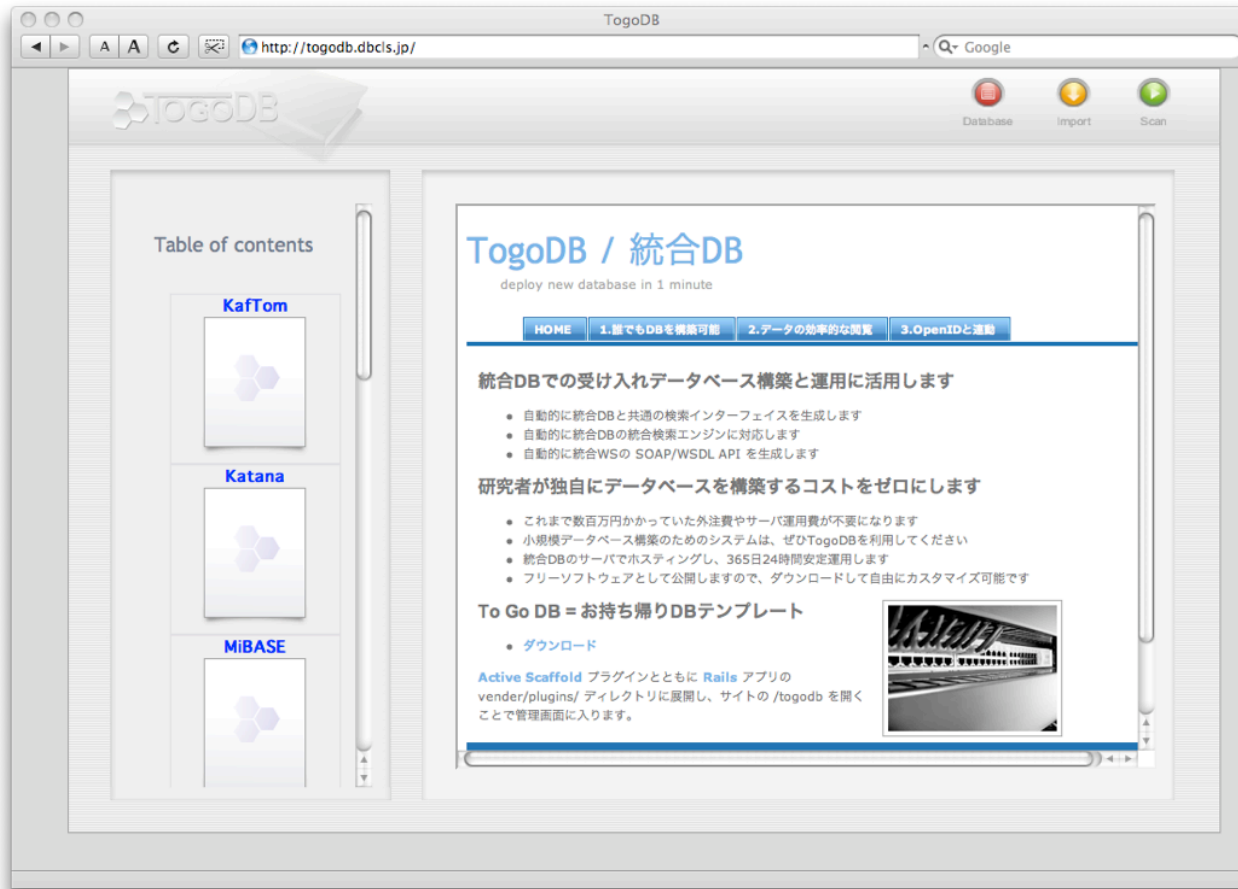 TogoDB
A A
http://togodb.dbcls.jp/
Google
TOGODB
Database Import Scan
Table of contents
KafTom
Katana
MiBASE
TogoDB / 統合DB
deploy new database in 1 minute
HOME 1.誰でもDBを構築可能 2.データの効率的な閲覧 3.OpenIDと連動
統合DBでの受け入れデータベース構築と運用に活用します
自動的に統合DBと共通の検索インターフェイスを生成します
自動的に統合DBの統合検索エンジンに対応します
自動的に統合WSの SOAP/WSDL API を生成します
研究者が独自にデータベースを構築するコストをゼロにします
これまで数百万円かかっていた外注費やサーバ運用費が不要になります
小規模データベース構築のためのシステムは、ぜひTogoDBを利用してください
統合DBのサーバでホスティングし、365日24時間安定運用します
フリーソフトウェアとして公開しますので、ダウンロードして自由にカスタマイズ可能です
To Go DB = お持ち帰りDBテンプレート
ダウンロード
Active Scaffold プラグインとともに Rails アプリの
vender/plugins/ ディレクトリに展開し、サイトの /togodb を開く
ことで管理画面に入ります。